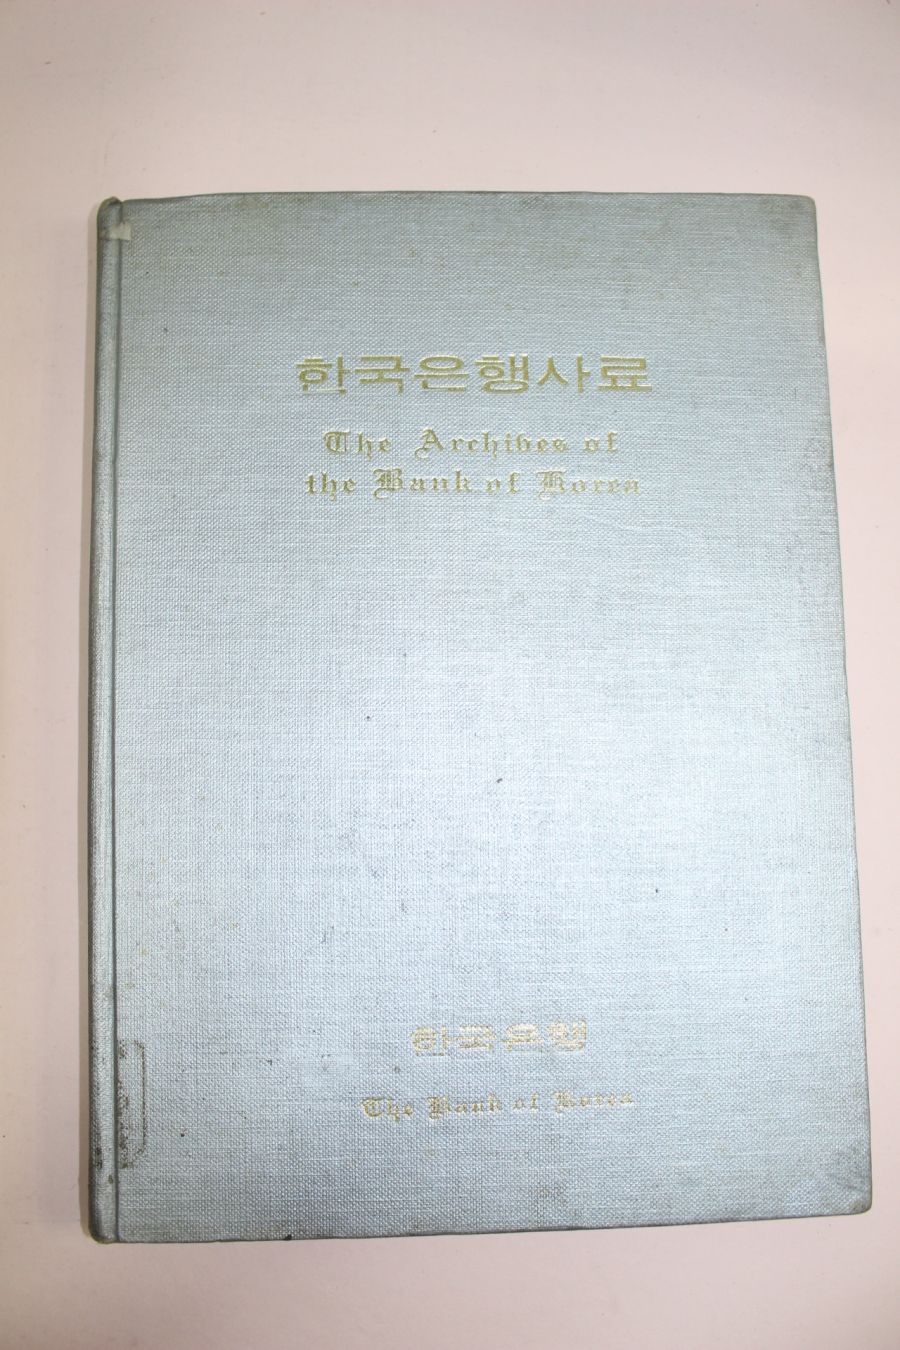 한국은행사료
The Archives of
the Bank of Korea
한국은행
The Bank of Korea